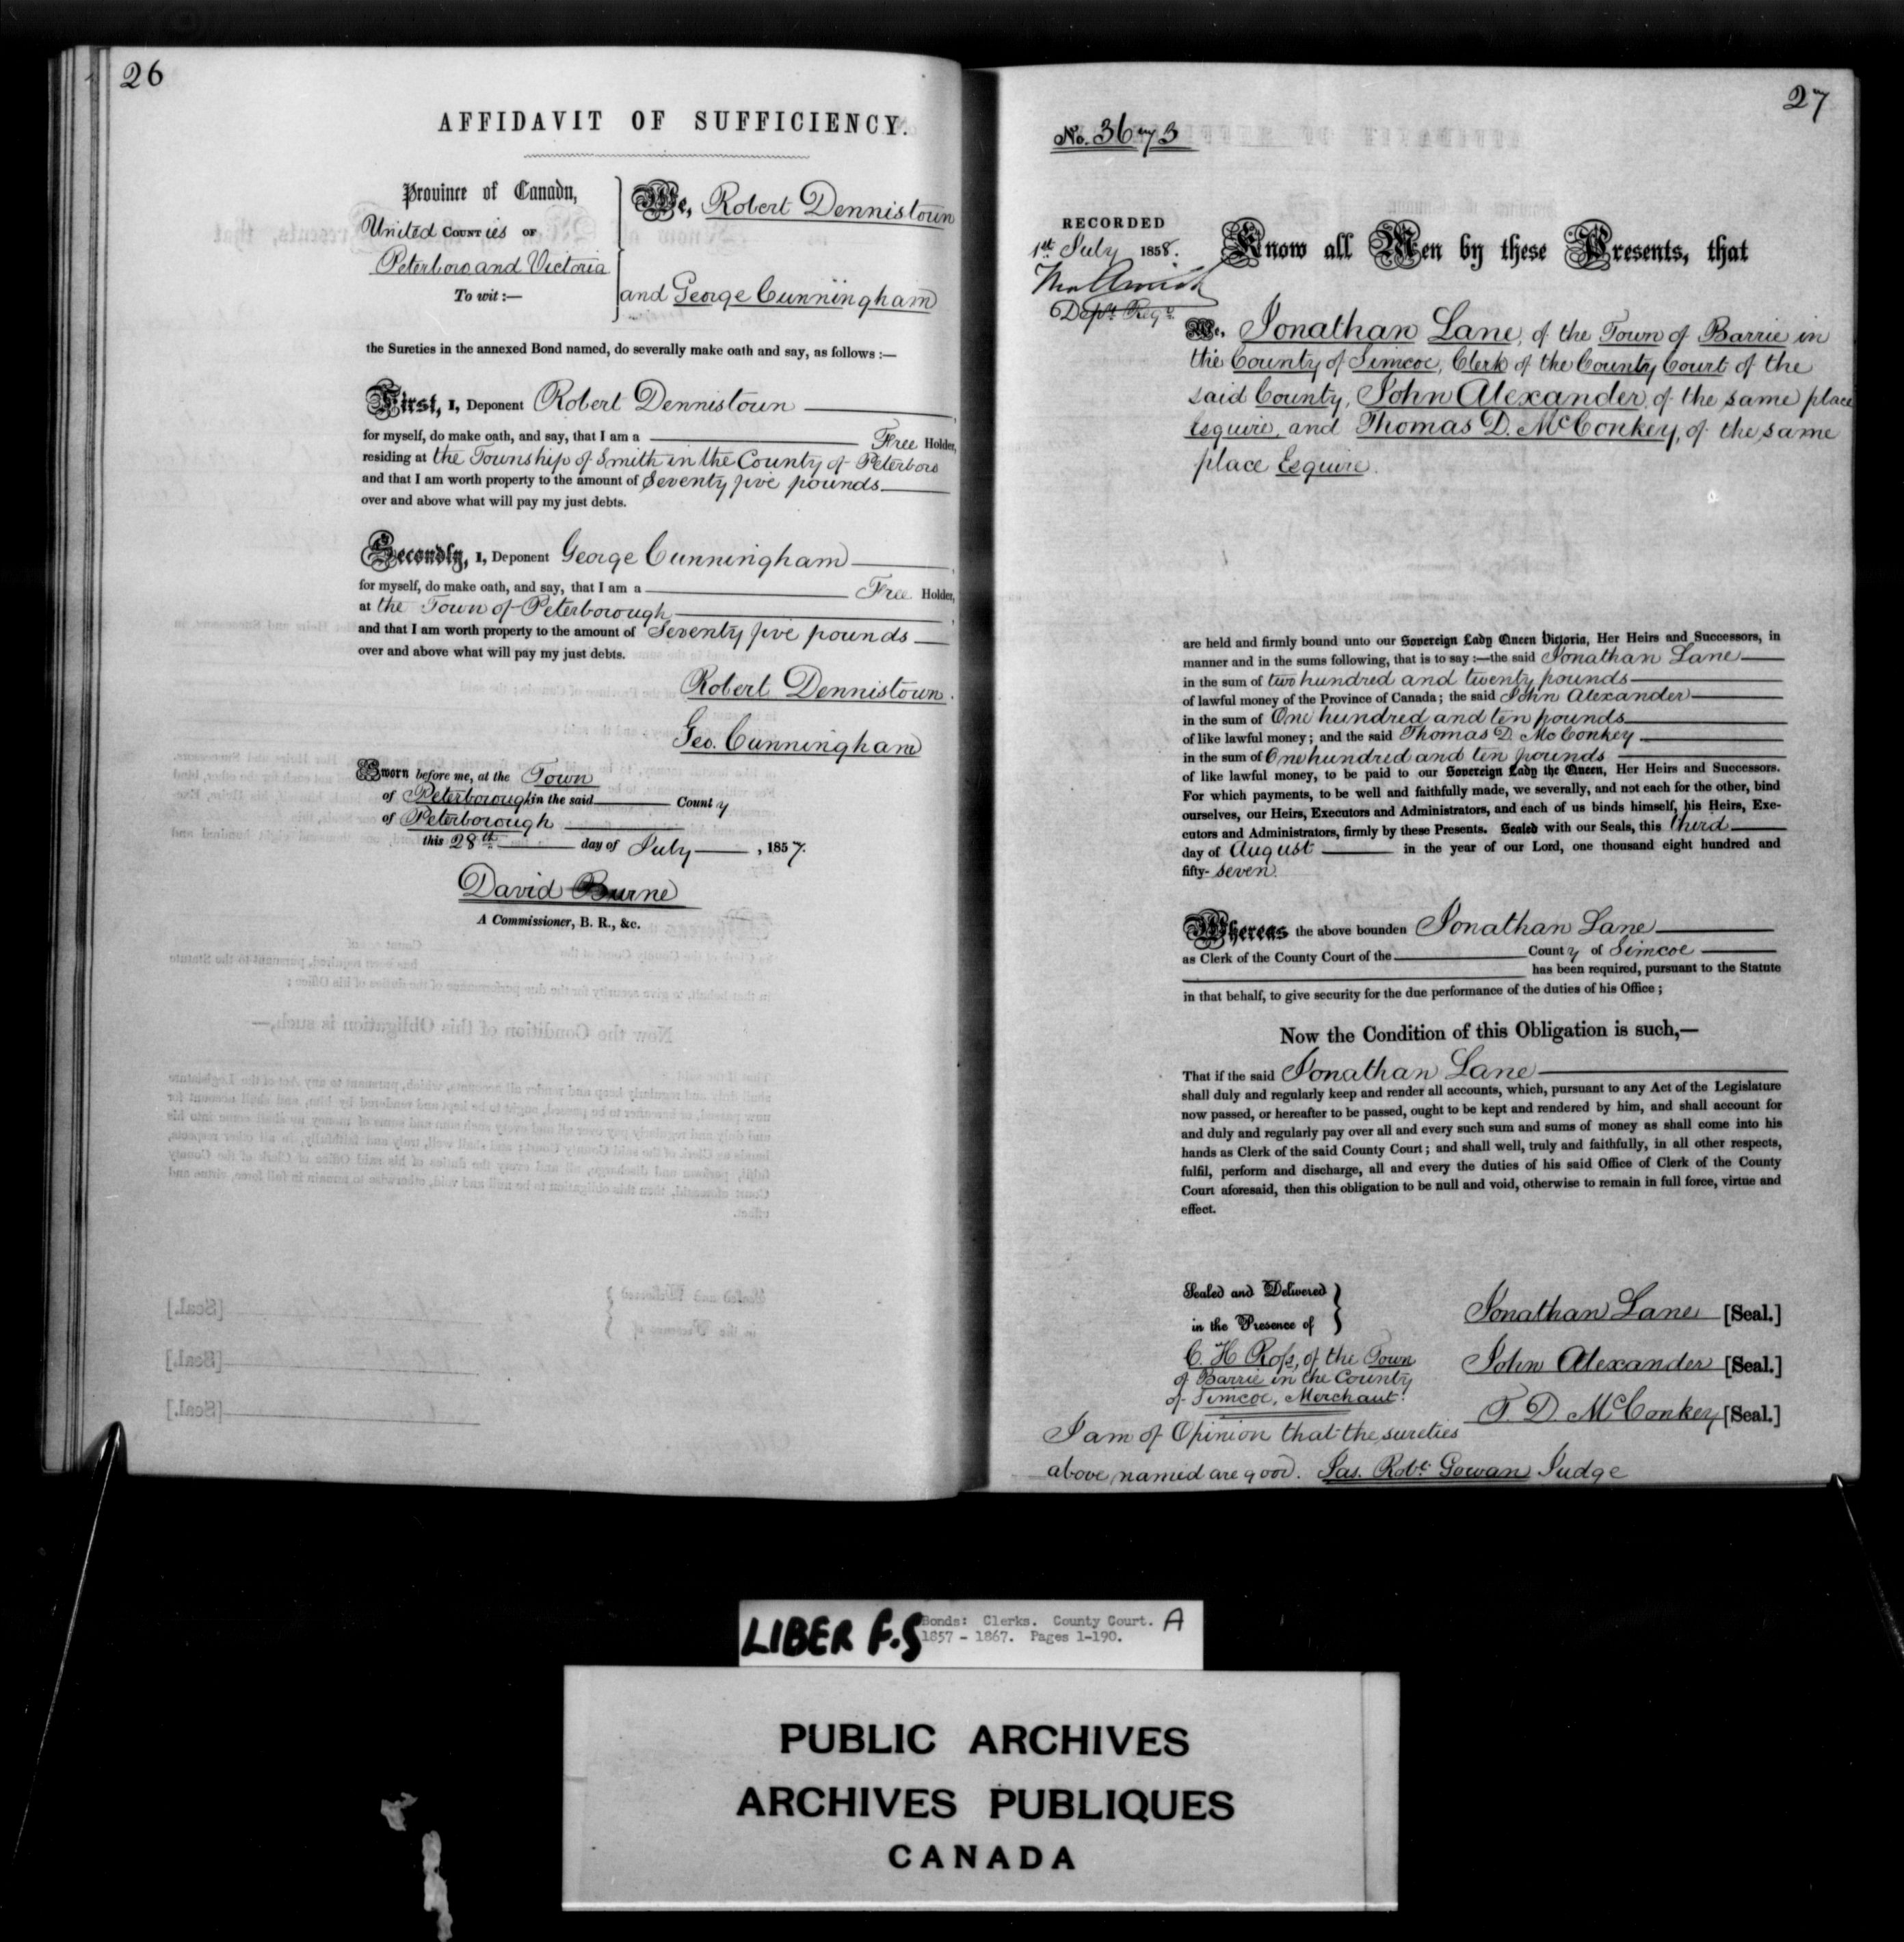 26
AFFIDAVIT OF SUFFICIENCY.
Province of Canada,
United Counties of
Peterboro and Victoria
To wit :—
We, Robert Dennistoun
and George Cunningham
the Sureties in the annexed Bond named, do severally make oath and say, as follows :—
First, I, Deponent Robert Dennistoun
for myself, do make oath, and say, that I am a Free Holder,
residing at the Township of Smith in the County of Peterboro
and that I am worth property to the amount of Seventy five pounds
over and above what will pay my just debts.
Secondly, I, Deponent George Cunningham
for myself, do make oath, and say, that I am a Free Holder,
at the Town of Peterborough
and that I am worth property to the amount of Seventy five pounds
over and above what will pay my just debts.
Robert Dennistown.
Geo. Cunningham
Sworn before me, at the Town
of Peterborough in the said County
of Peterborough
this 28th day of July, 1857.
David Burne
A Commissioner, B. R., &c.
27
No. 3673
RECORDED
1st July 1858.
Depy Regr
Know all Men by these Presents, that
We, Jonathan Lane, of the Town of Barrie in
the County of Simcoe, Clerk of the County Court of the
said County, John Alexander, of the same place
Esquire, and Thomas D. McConkey, of the same
place Esquire.
are held and firmly bound unto our Sovereign Lady Queen Victoria, Her Heirs and Successors, in
manner and in the sums following, that is to say :—the said Jonathan Lane
in the sum of two hundred and twenty pounds
of lawful money of the Province of Canada; the said John Alexander
in the sum of One hundred and ten pounds
of like lawful money; and the said Thomas D. McConkey
in the sum of One hundred and ten pounds
of like lawful money, to be paid to our Sovereign Lady the Queen, Her Heirs and Successors.
For which payments, to be well and faithfully made, we severally, and not each for the other, bind
ourselves, our Heirs, Executors and Administrators, and each of us binds himself, his Heirs, Exe-
cutors and Administrators, firmly by these Presents. Sealed with our Seals, this third
day of August in the year of our Lord, one thousand eight hundred and
fifty-seven.
Whereas the above bounden Jonathan Lane
as Clerk of the County Court of the County of Simcoe
has been required, pursuant to the Statute
in that behalf, to give security for the due performance of the duties of his Office;
Now the Condition of this Obligation is such,—
That if the said Jonathan Lane
shall duly and regularly keep and render all accounts, which, pursuant to any Act of the Legislature
now passed, or hereafter to be passed, ought to be kept and rendered by him, and shall account for
and duly and regularly pay over all and every such sum and sums of money as shall come into his
hands as Clerk of the said County Court; and shall well, truly and faithfully, in all other respects,
fulfil, perform and discharge, all and every the duties of his said Office of Clerk of the County
Court aforesaid, then this obligation to be null and void, otherwise to remain in full force, virtue and
effect.
Sealed and Delivered
in the Presence of
C. H. Ross, of the Town
of Barrie in the County
of Simcoe, Merchant.
Jonathan Lane [Seal.]
John Alexander [Seal.]
T. D. McConkey [Seal.]
I am of Opinion that the sureties
above named are good. Jas. Robt. Gowan Judge
LIBER F.S
Bonds: Clerks. County Court. A
1857 - 1867. Pages 1-190.
PUBLIC ARCHIVES
ARCHIVES PUBLIQUES
CANADA